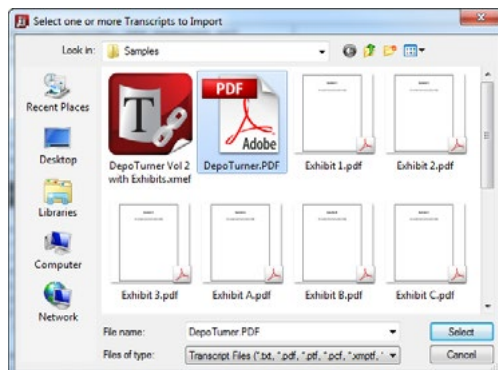 Select one or more Transcripts to Import
Look in:
Samples
Recent Places
Desktop
Libraries
Computer
Network
T
PDF
Adobe
DepoTurner Vol 2
with Exhibits.xmef
DepoTurner.PDF
Exhibit 1.pdf
Exhibit 2.pdf
Exhibit 3.pdf
Exhibit A.pdf
Exhibit B.pdf
Exhibit C.pdf
File name:
DepoTurner.PDF
Select
Files of type:
Transcript Files (*.txt, *.pdf, *.ptf, *.pcf, *.xmptf, *
Cancel